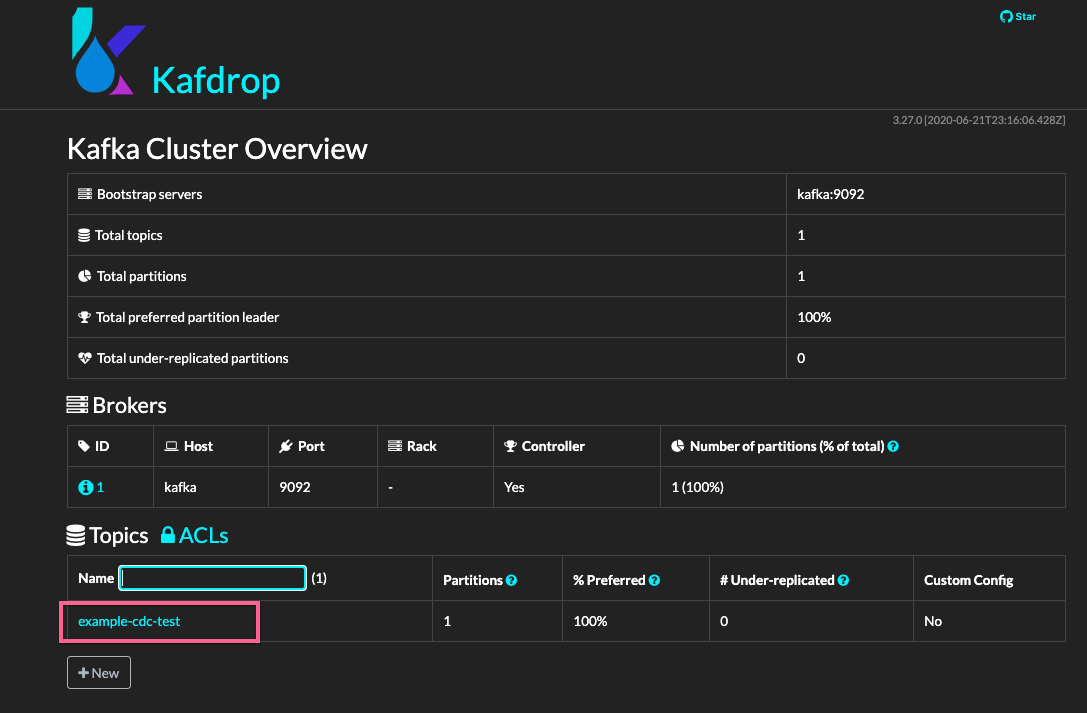 Star
Kafdrop
3.27.0 [2020-06-21T23:16:06.428Z]
Kafka Cluster Overview
Bootstrap servers kafka:9092
Total topics 1
Total partitions 1
Total preferred partition leader 100%
Total under-replicated partitions 0
Brokers
ID Host Port Rack Controller Number of partitions (% of total)
1 kafka 9092 - Yes 1 (100%)
Topics ACLs
Name (1) Partitions % Preferred # Under-replicated Custom Config
example-cdc-test 1 100% 0 No
+ New